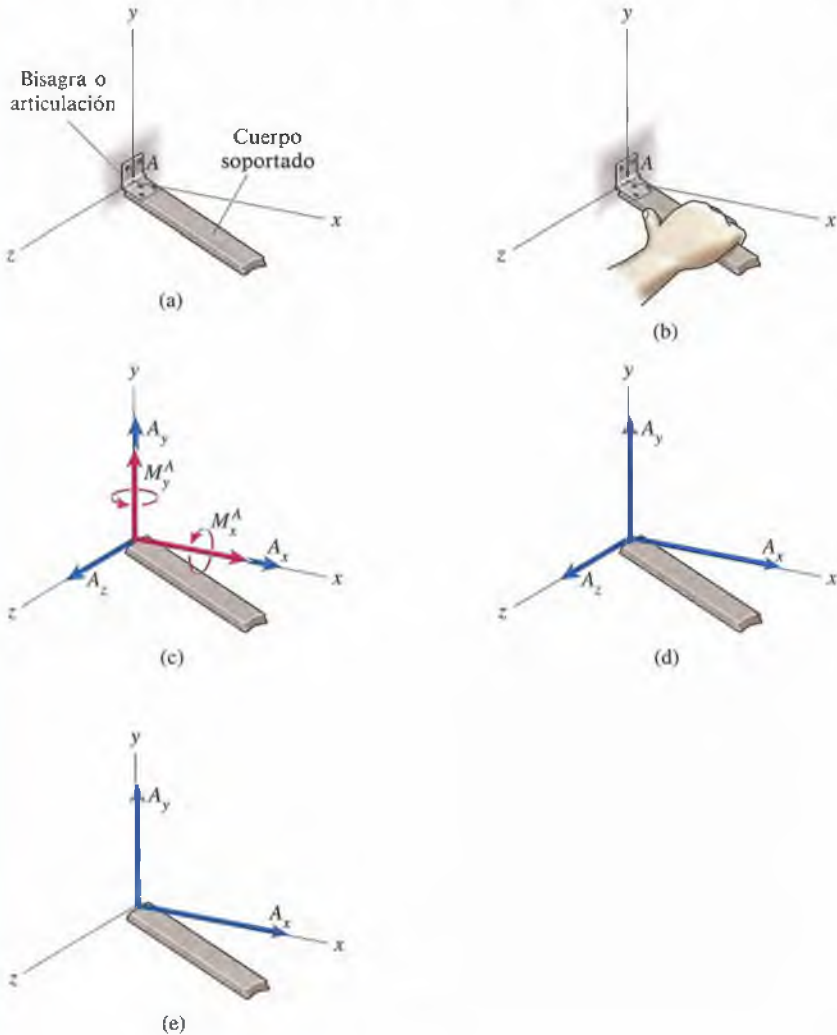 y
Bisagra o
articulación
A
Cuerpo
soportado
x
z
(a)
y
A
x
z
(b)
y
A_y
M_y^A
M_x^A
A_x
x
A_z
z
(c)
y
A_y
A_x
x
A_z
z
(d)
y
A_y
A_x
x
z
(e)